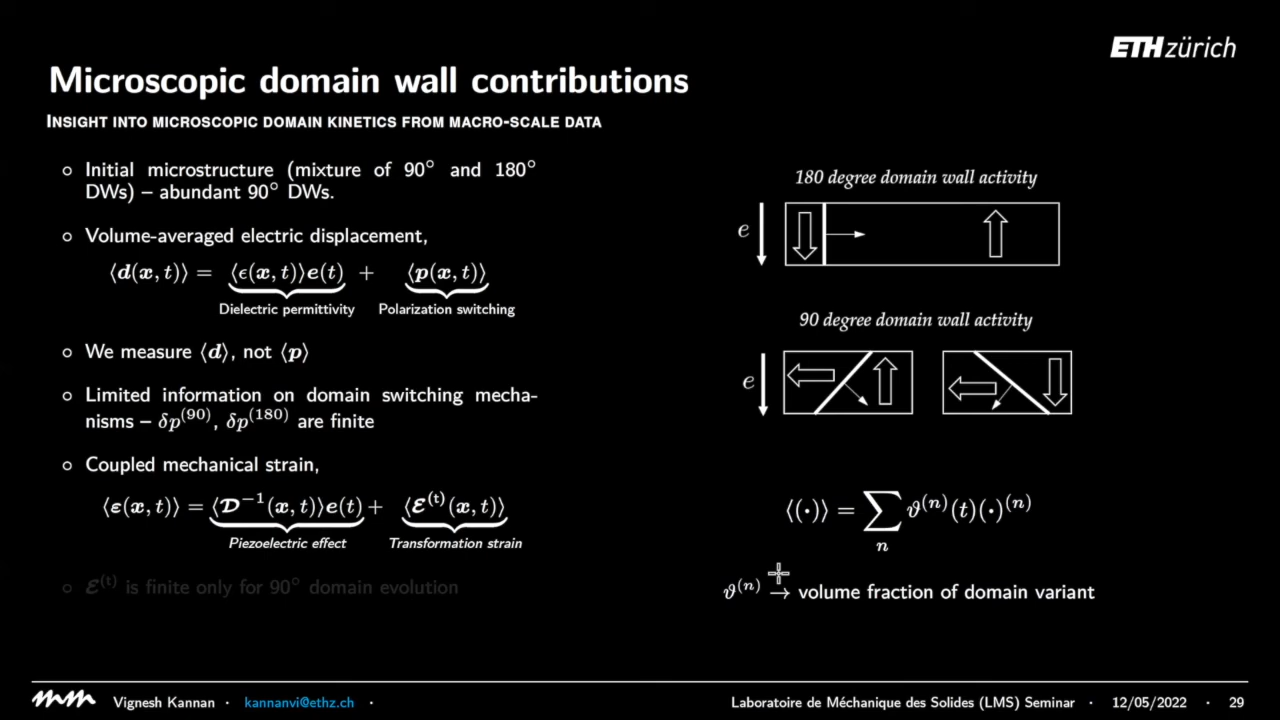 ETH zürich
Microscopic domain wall contributions
INSIGHT INTO MICROSCOPIC DOMAIN KINETICS FROM MACRO-SCALE DATA
○ Initial microstructure (mixture of 90° and 180°
DWs) – abundant 90° DWs.
○ Volume-averaged electric displacement,
⟨d(x, t)⟩ = ⟨ϵ(x, t)⟩e(t) + ⟨p(x, t)⟩
Dielectric permittivity Polarization switching
○ We measure ⟨d⟩, not ⟨p⟩
○ Limited information on domain switching mecha-
nisms – δp⁽⁹⁰⁾, δp⁽¹⁸⁰⁾ are finite
○ Coupled mechanical strain,
⟨ε(x, t)⟩ = ⟨𝓓⁻¹(x, t)⟩e(t) + ⟨𝓔⁽ᵗ⁾(x, t)⟩
Piezoelectric effect Transformation strain
○ 𝓔⁽ᵗ⁾ is finite only for 90° domain evolution
180 degree domain wall activity
e
90 degree domain wall activity
e
⟨(·)⟩ = ∑ₙ ϑ⁽ⁿ⁾(t)(·)⁽ⁿ⁾
ϑ⁽ⁿ⁾ → volume fraction of domain variant
mm Vignesh Kannan · kannanvi@ethz.ch · Laboratoire de Méchanique des Solides (LMS) Seminar · 12/05/2022 · 29